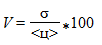 V = σ / <ц> *100